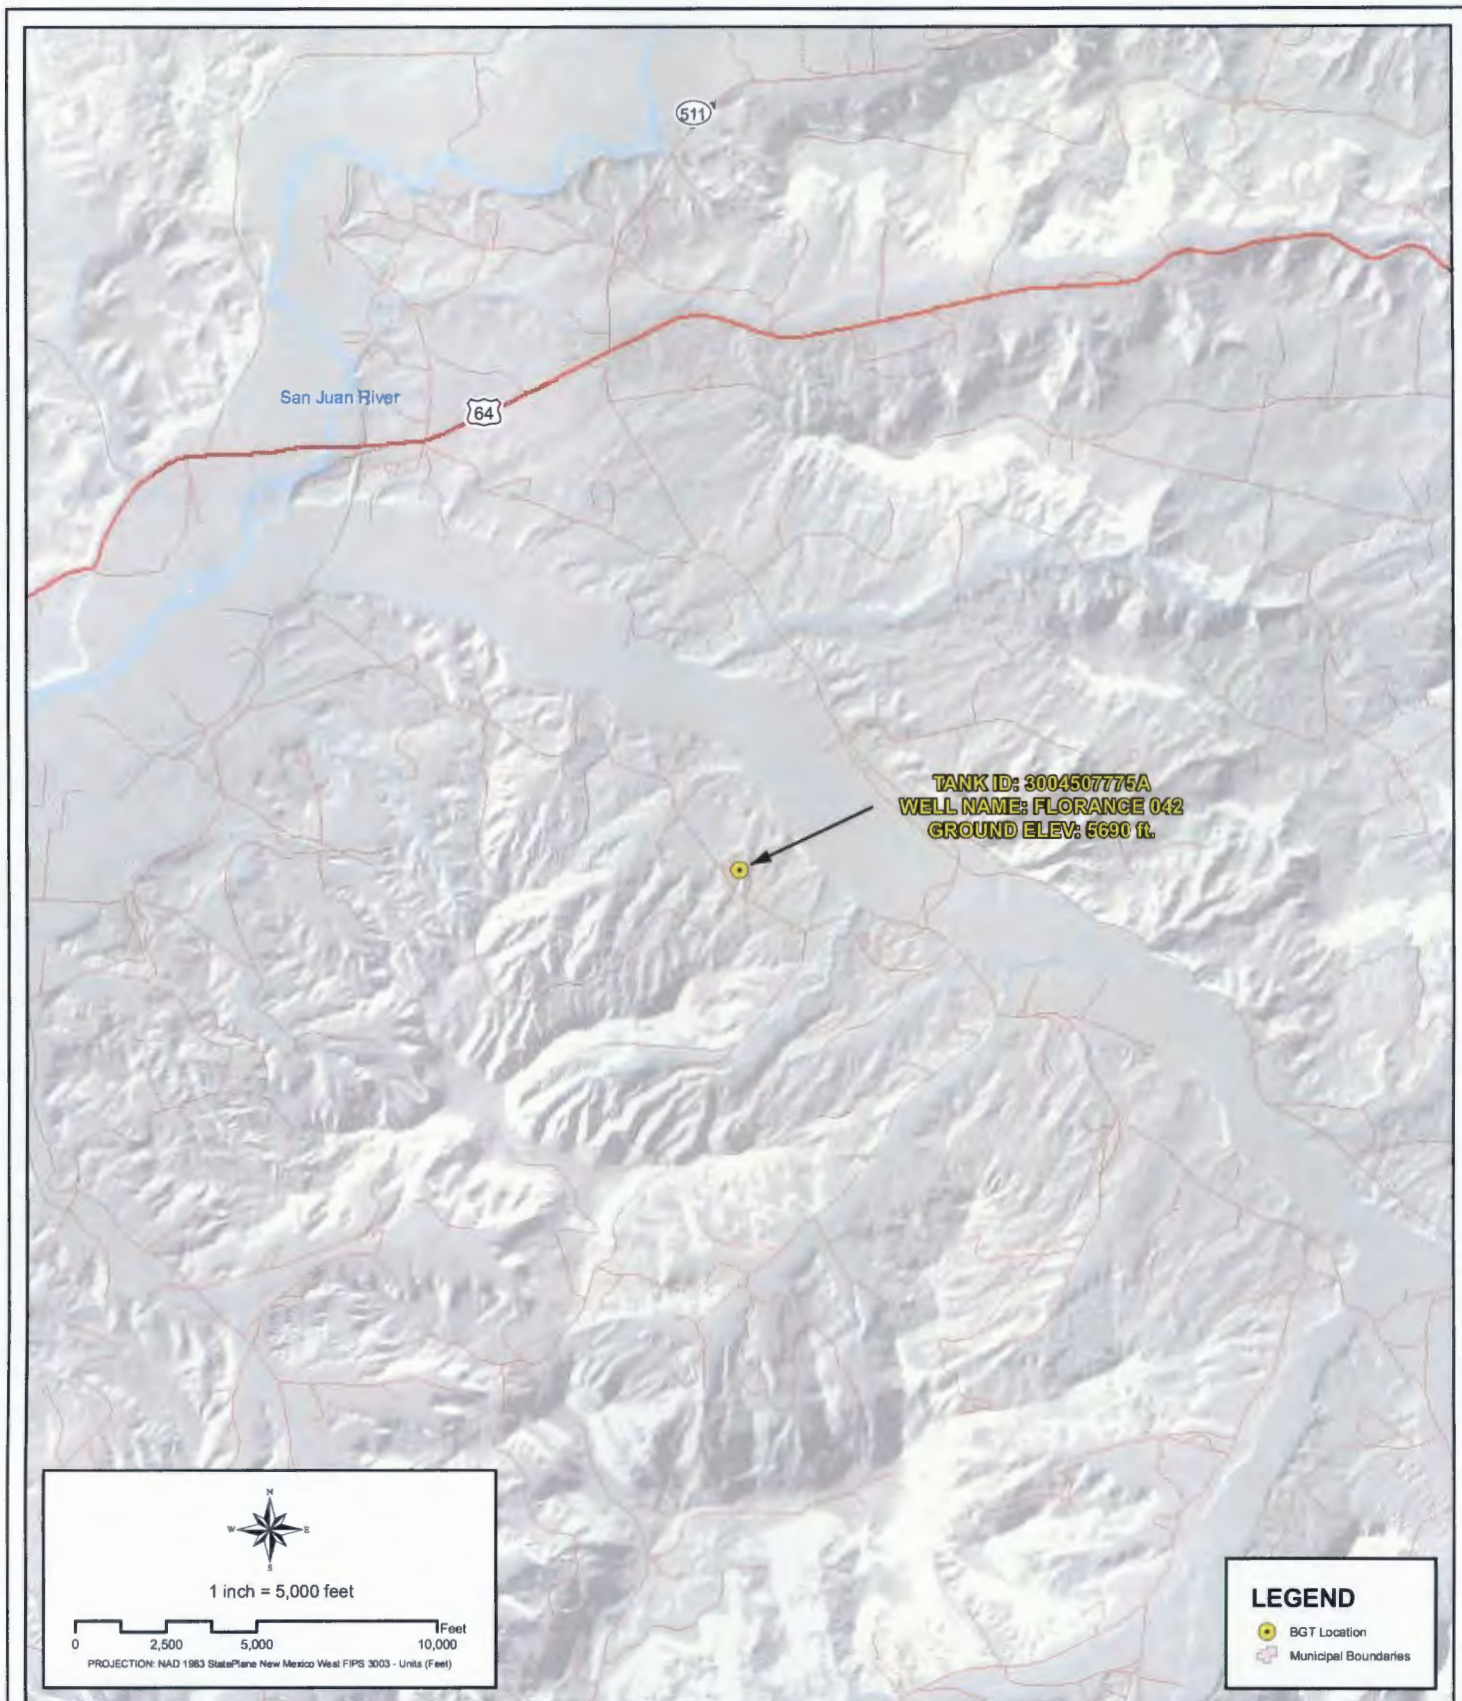 511
San Juan River
64
TANK ID: 3004507775A
WELL NAME: FLORANCE 042
GROUND ELEV: 5690 ft.
N
W E
S
1 inch = 5,000 feet
Feet
0 2,500 5,000 10,000
PROJECTION: NAD 1983 StatePlane New Mexico West FIPS 3003 - Units (Feet)
LEGEND
BGT Location
Municipal Boundaries